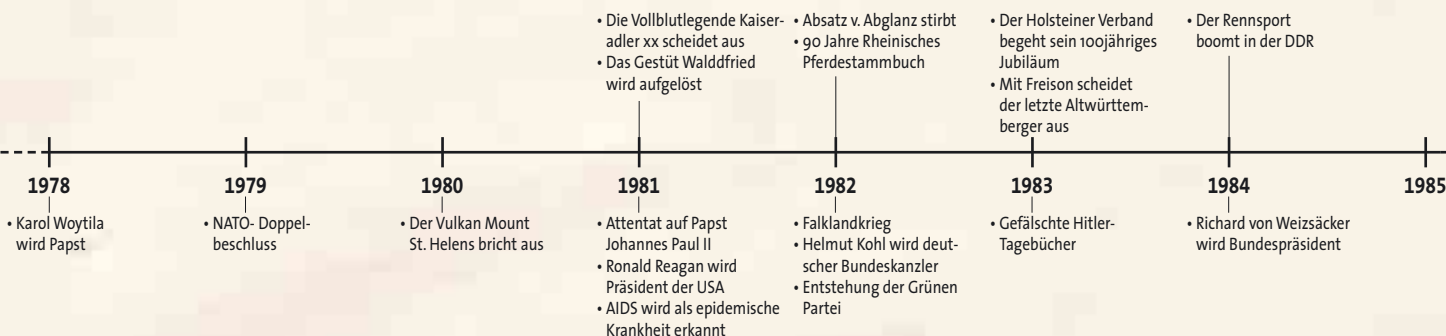 • Die Vollblutlegende Kaiser-
adler xx scheidet aus
• Das Gestüt Walddfried
wird aufgelöst
• Absatz v. Abglanz stirbt
• 90 Jahre Rheinisches
Pferdestammbuch
• Der Holsteiner Verband
begeht sein 100jähriges
Jubiläum
• Mit Freison scheidet
der letzte Altwürttem-
berger aus
• Der Rennsport
boomt in der DDR
1978
1979
1980
1981
1982
1983
1984
1985
• Karol Woytila
wird Papst
• NATO- Doppel-
beschluss
• Der Vulkan Mount
St. Helens bricht aus
• Attentat auf Papst
Johannes Paul II
• Ronald Reagan wird
Präsident der USA
• AIDS wird als epidemische
Krankheit erkannt
• Falklandkrieg
• Helmut Kohl wird deut-
scher Bundeskanzler
• Entstehung der Grünen
Partei
• Gefälschte Hitler-
Tagebücher
• Richard von Weizsäcker
wird Bundespräsident